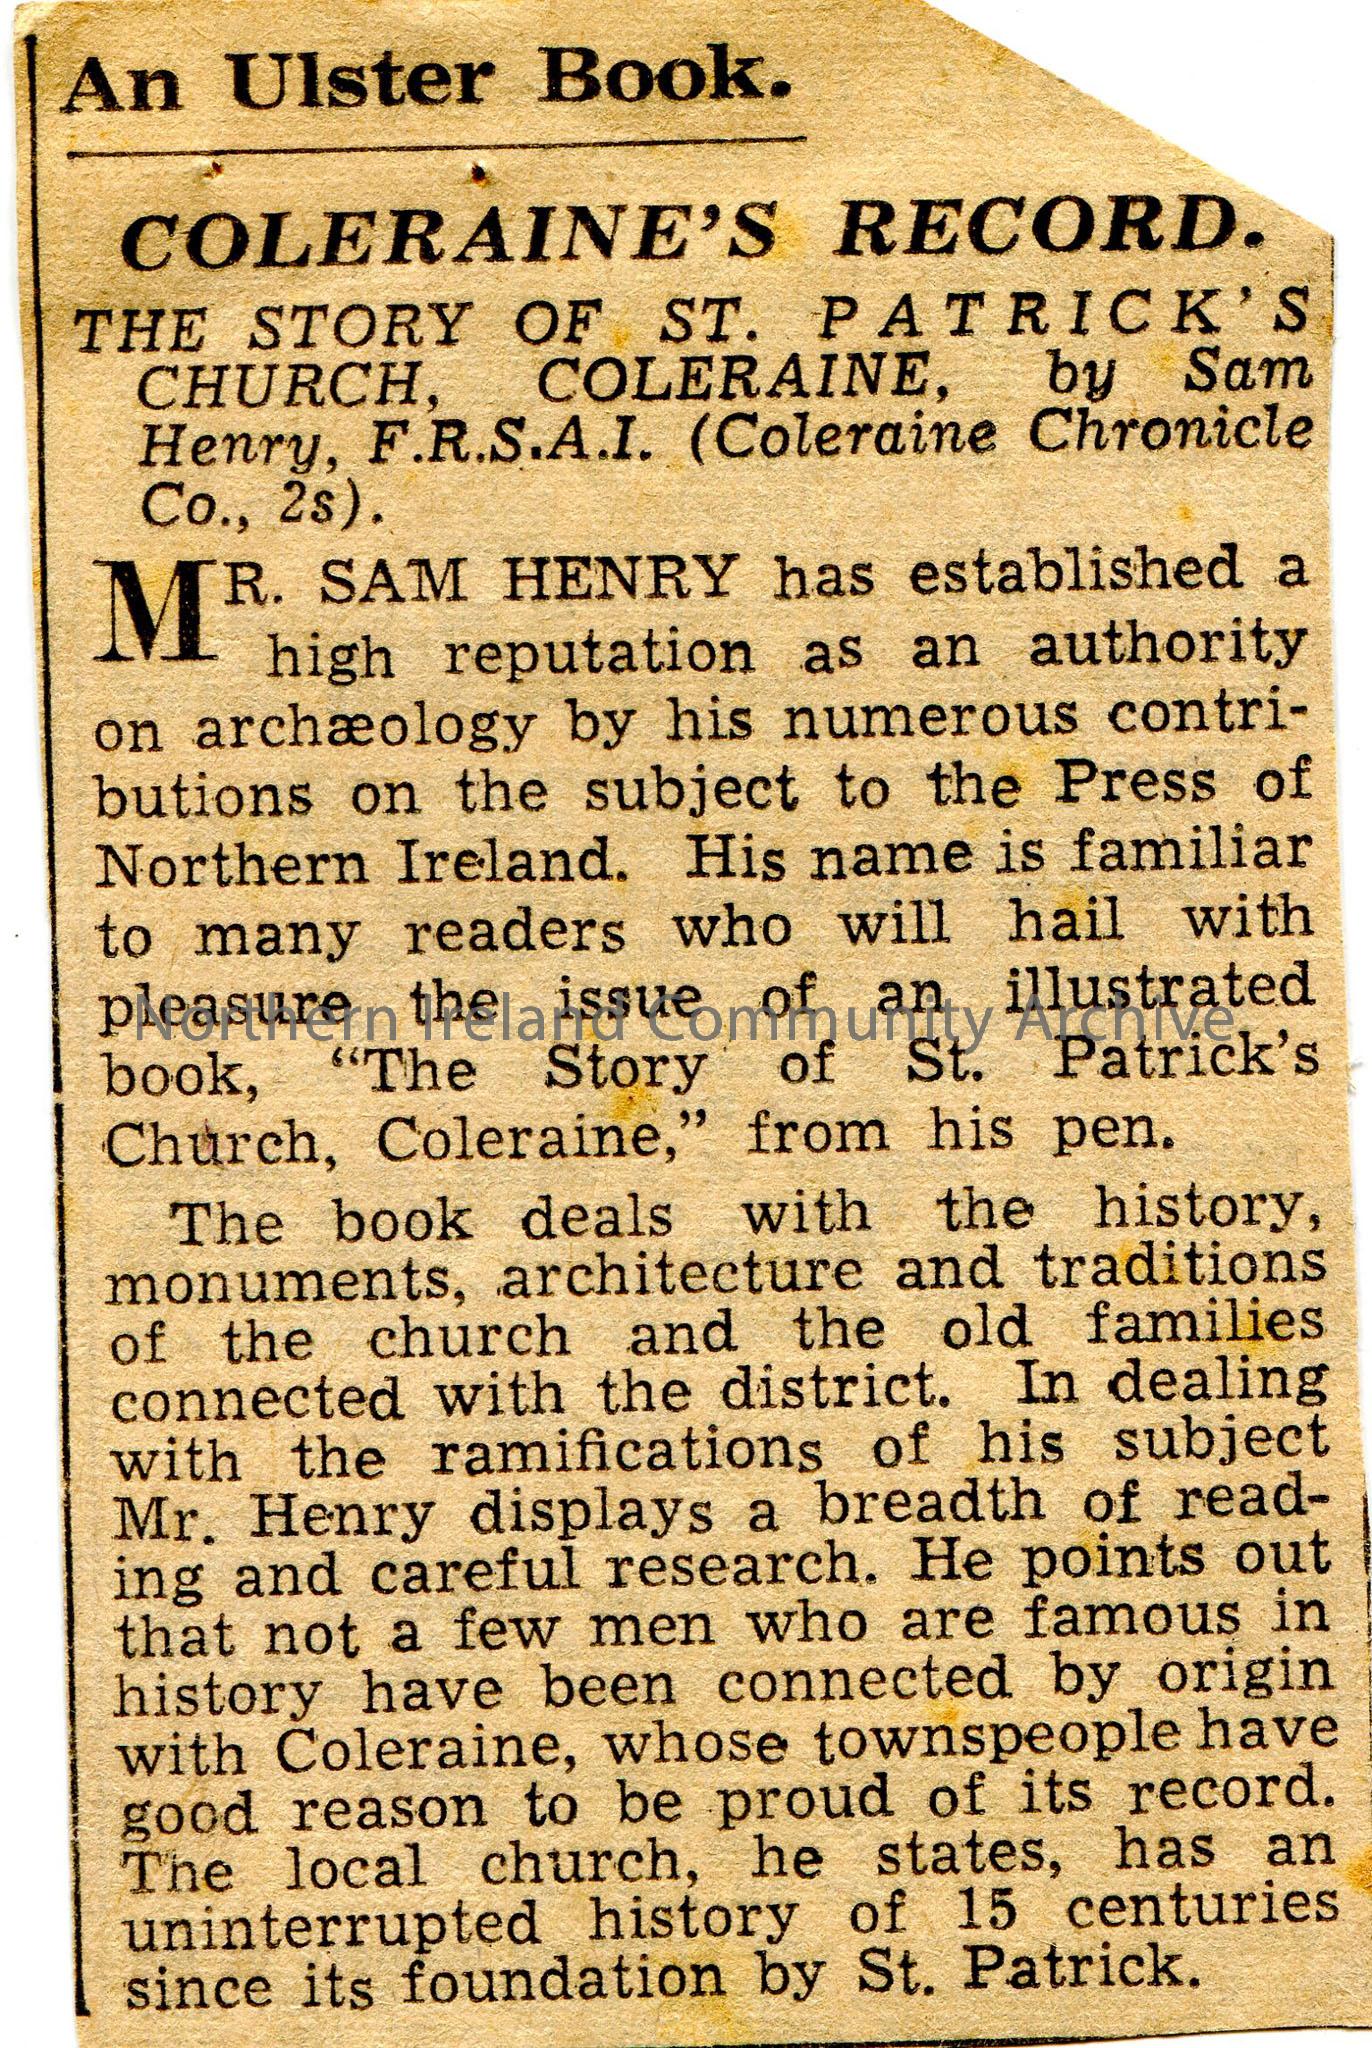 An Ulster Book.
COLERAINE'S RECORD.
THE STORY OF ST. PATRICK'S
CHURCH, COLERAINE, by Sam
Henry, F.R.S.A.I. (Coleraine Chronicle
Co., 2s).
MR. SAM HENRY has established a
high reputation as an authority
on archæology by his numerous contri-
butions on the subject to the Press of
Northern Ireland. His name is familiar
to many readers who will hail with
pleasure the issue of an illustrated
Northern Ireland Community Archive
book, "The Story of St. Patrick's
Church, Coleraine," from his pen.
The book deals with the history,
monuments, architecture and traditions
of the church and the old families
connected with the district. In dealing
with the ramifications of his subject
Mr. Henry displays a breadth of read-
ing and careful research. He points out
that not a few men who are famous in
history have been connected by origin
with Coleraine, whose townspeople have
good reason to be proud of its record.
The local church, he states, has an
uninterrupted history of 15 centuries
since its foundation by St. Patrick.